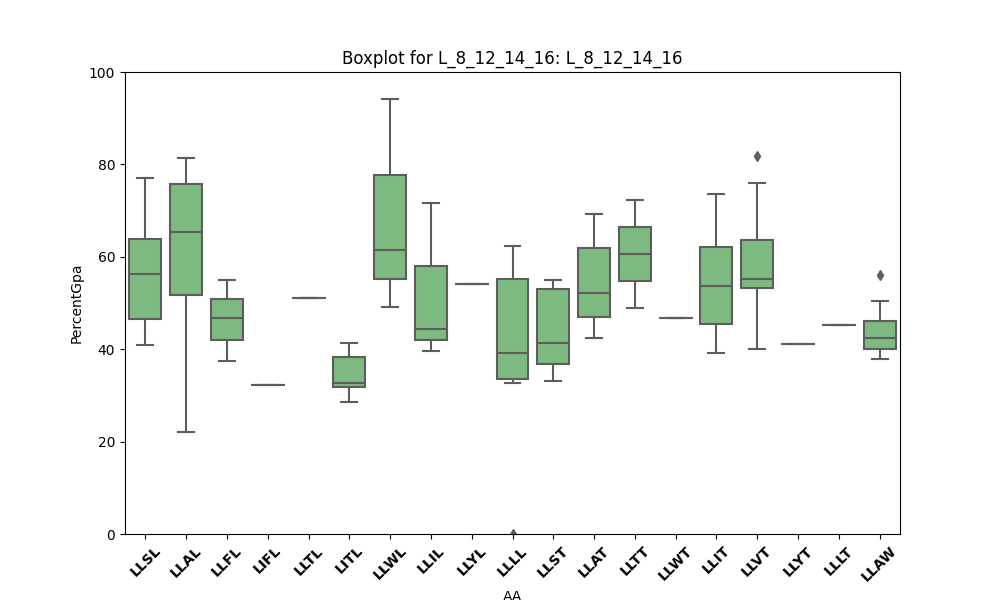 Boxplot for L_8_12_14_16: L_8_12_14_16
100
80
60
40
20
0
PercentGpa
LLSL LLAL LLFL LIFL LLTL LITL LLWL LLIL LLYL LLLL LLST LLAT LLTT LLWT LLIT LLVT LLYT LLLT LLAW
AA